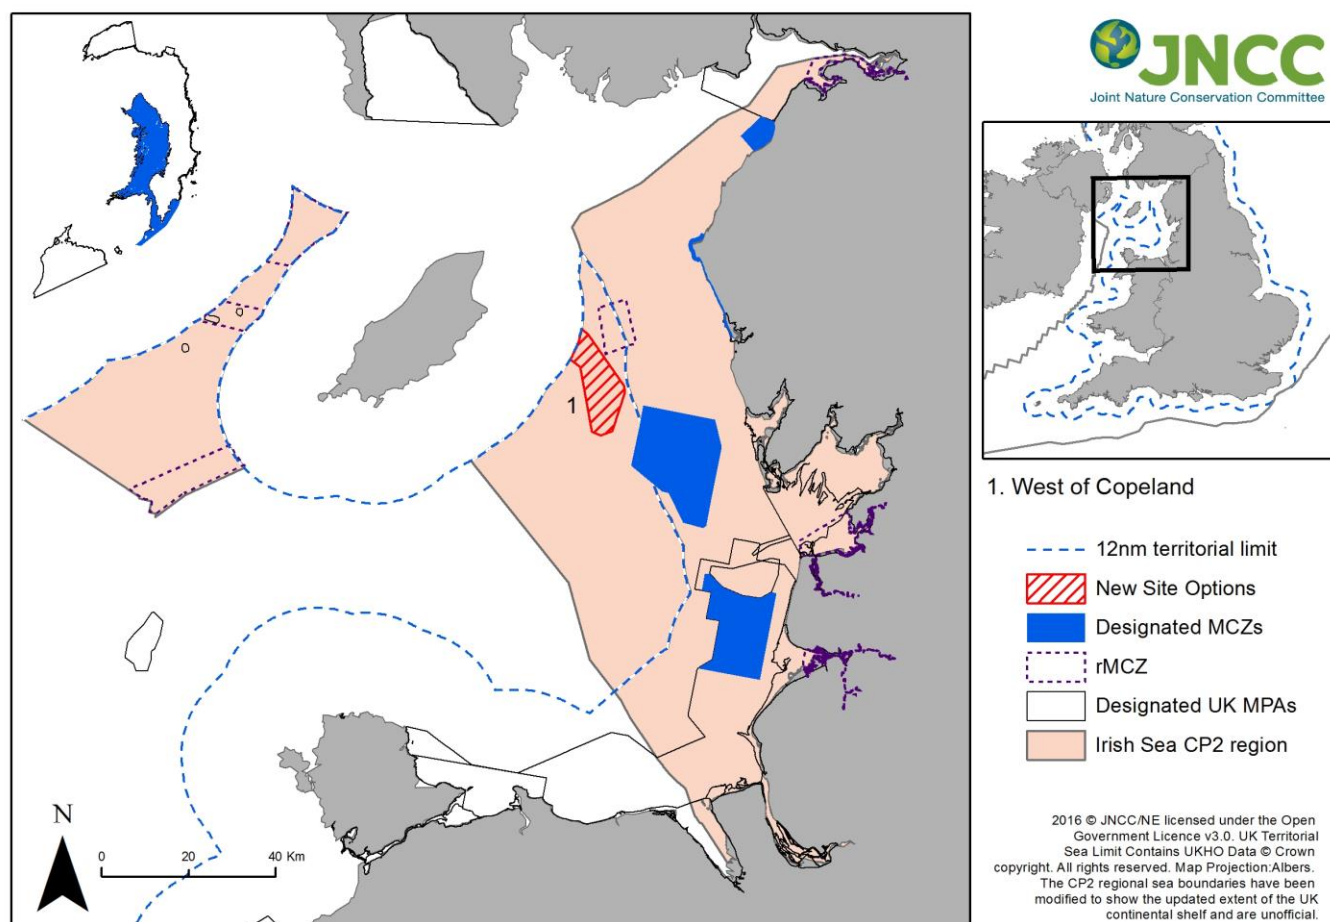 JNCC
Joint Nature Conservation Committee
1
N
0 20 40 Km
1. West of Copeland
12nm territorial limit
New Site Options
Designated MCZs
rMCZ
Designated UK MPAs
Irish Sea CP2 region
2016 © JNCC/NE licensed under the Open
Government Licence v3.0. UK Territorial
Sea Limit Contains UKHO Data © Crown
copyright. All rights reserved. Map Projection:Albers.
The CP2 regional sea boundaries have been
modified to show the updated extent of the UK
continental shelf and are unofficial.